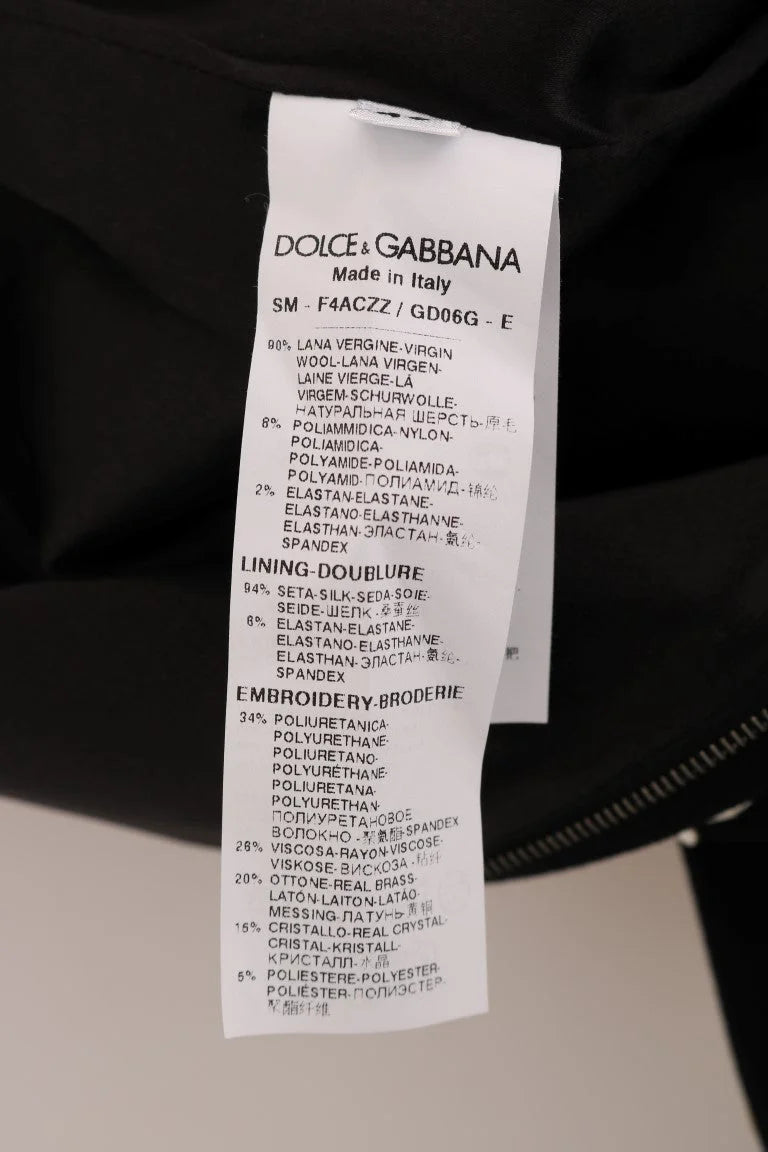 DOLCE & GABBANA
Made in Italy
SM - F4ACZZ / GD06G - E
90% LANA VERGINE-VIRGIN
WOOL-LANA VIRGEN-
LAINE VIERGE-LÃ
VIRGEM-SCHURWOLLE-
НАТУРАЛЬНАЯ ШЕРСТЬ-原毛
8% POLIAMMIDICA-NYLON-
POLIAMIDICA-
POLYAMIDE-POLIAMIDA-
POLYAMID-ПОЛИАМИД-锦纶
2% ELASTAN-ELASTANE-
ELASTANO-ELASTHANNE-
ELASTHAN-ЭЛАСТАН-氨纶-
SPANDEX
LINING-DOUBLURE
94% SETA-SILK-SEDA-SOIE-
SEIDE-ШЕЛК-桑蚕丝
6% ELASTAN-ELASTANE-
ELASTANO-ELASTHANNE-
ELASTHAN-ЭЛАСТАН-氨纶-
SPANDEX
EMBROIDERY-BRODERIE
34% POLIURETANICA-
POLYURETHANE-
POLIURETANO-
POLYURÉTHANE-
POLIURETANA-
POLYURETHAN-
ПОЛИУРЕТАНОВОЕ
ВОЛОКНО-聚氨酯-SPANDEX
26% VISCOSA-RAYON-VISCOSE-
VISKOSE-ВИСКОЗА-粘纤
20% OTTONE-REAL BRASS-
LATÓN-LAITON-LATÃO-
MESSING-ЛАТУНЬ-黄铜
15% CRISTALLO-REAL CRYSTAL-
CRISTAL-KRISTALL-
КРИСТАЛЛ-水晶
5% POLIESTERE-POLYESTER-
POLIÉSTER-ПОЛИЭСТЕР-
聚酯纤维